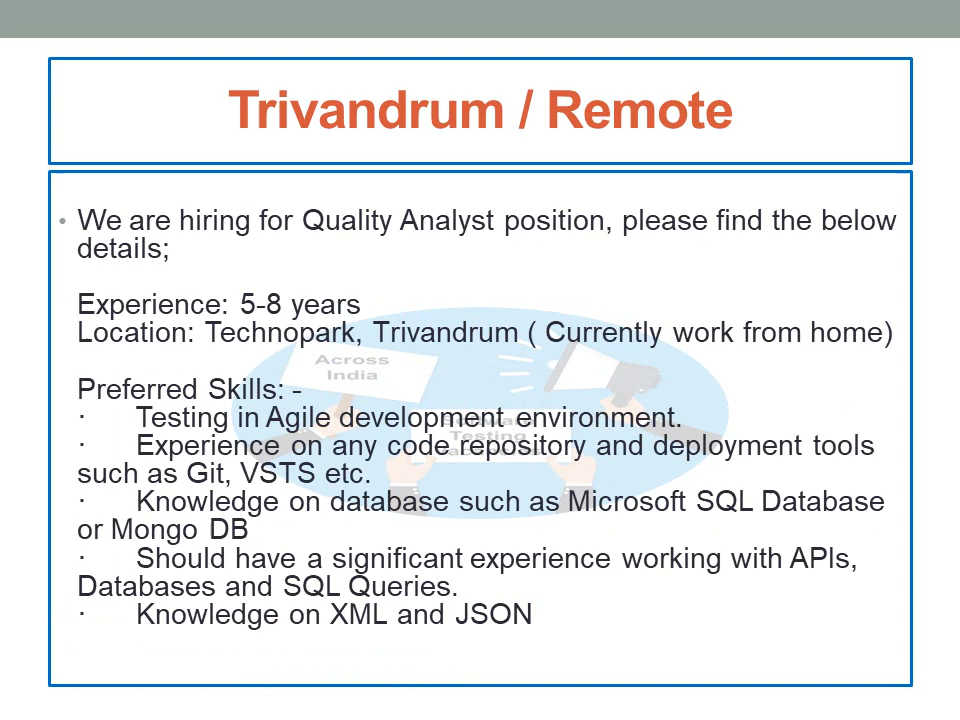 Trivandrum / Remote
• We are hiring for Quality Analyst position, please find the below
details;
Experience: 5-8 years
Location: Technopark, Trivandrum ( Currently work from home)
Across
India
Preferred Skills: -
· Testing in Agile development environment.
· Experience on any code repository and deployment tools
Testing
such as Git, VSTS etc.
· Knowledge on database such as Microsoft SQL Database
or Mongo DB
· Should have a significant experience working with APIs,
Databases and SQL Queries.
· Knowledge on XML and JSON